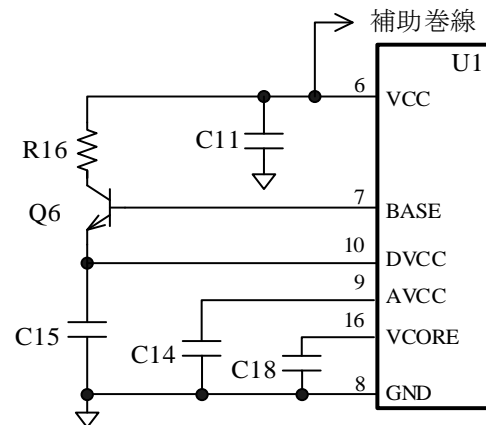 補助巻線
U1
6
VCC
R16
C11
Q6
7
BASE
10
DVCC
9
AVCC
16
VCORE
C15
C14
C18
8
GND